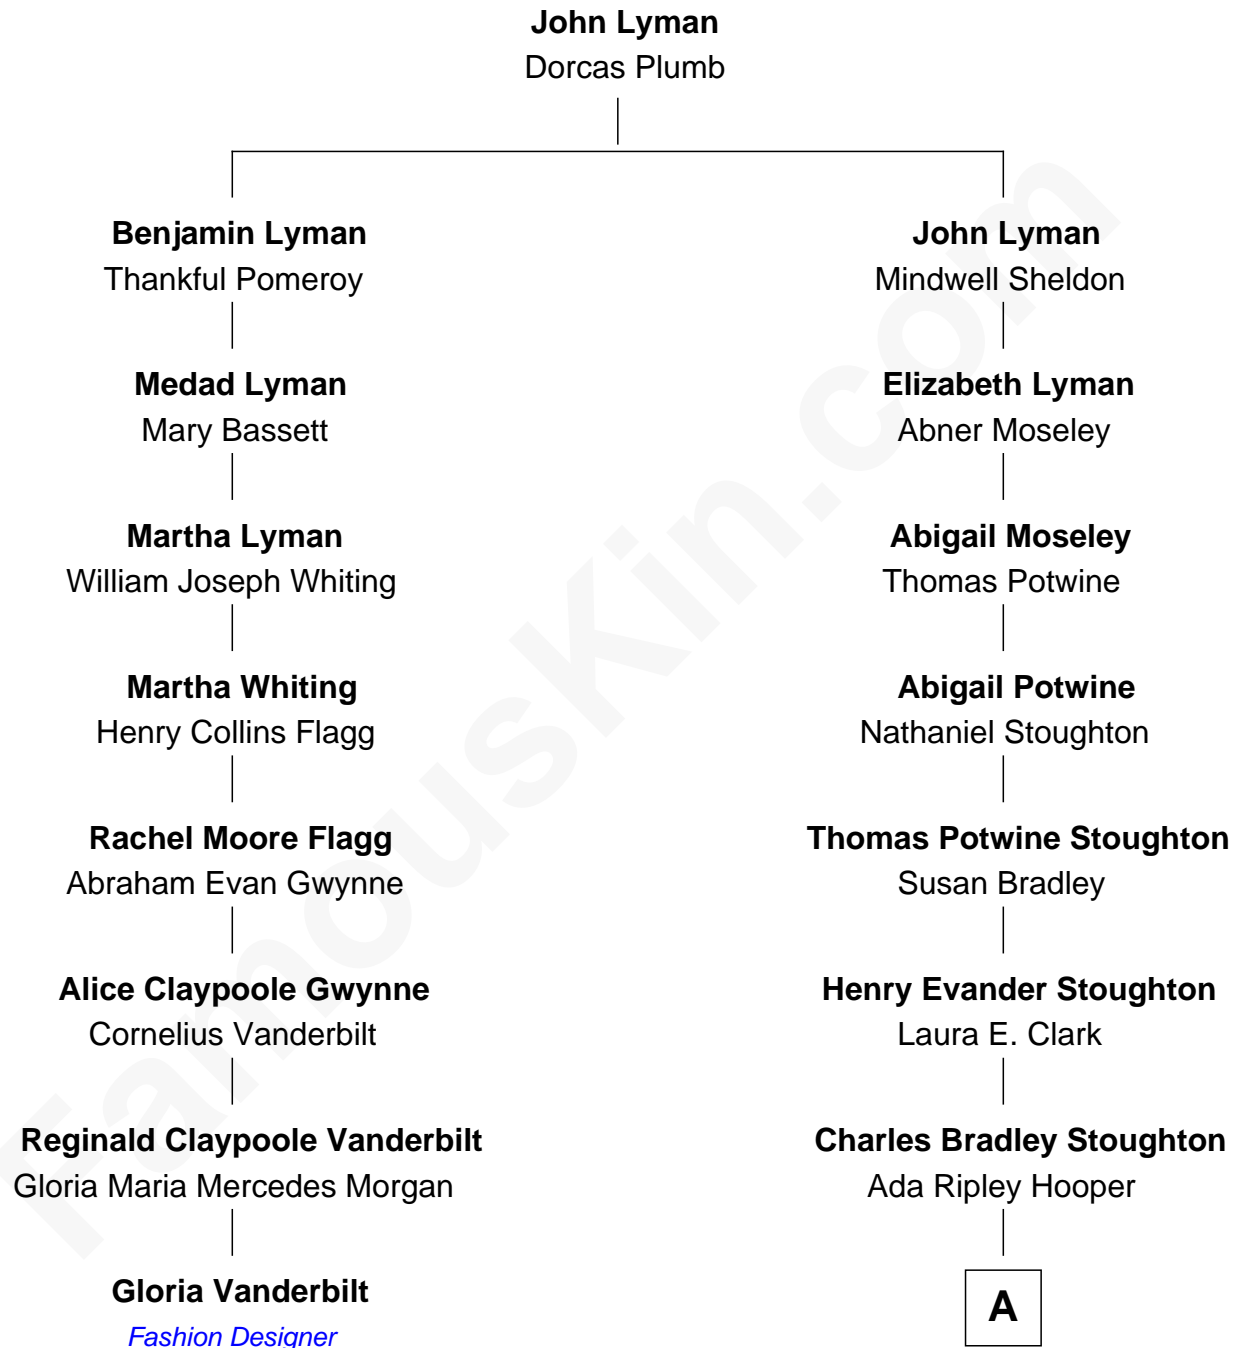 John Lyman
Dorcas Plumb
Benjamin Lyman
Thankful Pomeroy
John Lyman
Mindwell Sheldon
Medad Lyman
Mary Bassett
Elizabeth Lyman
Abner Moseley
Martha Lyman
William Joseph Whiting
Abigail Moseley
Thomas Potwine
Martha Whiting
Henry Collins Flagg
Abigail Potwine
Nathaniel Stoughton
Rachel Moore Flagg
Abraham Evan Gwynne
Thomas Potwine Stoughton
Susan Bradley
Alice Claypoole Gwynne
Cornelius Vanderbilt
Henry Evander Stoughton
Laura E. Clark
Reginald Claypoole Vanderbilt
Gloria Maria Mercedes Morgan
Charles Bradley Stoughton
Ada Ripley Hooper
Gloria Vanderbilt
Fashion Designer
A
FamousKin.com